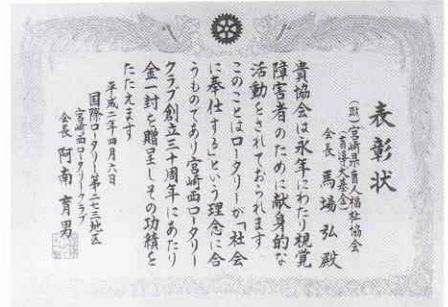 表彰状
(財)宮崎県盲人福祉協会
(盲導犬基金)
会長 馬場弘殿
貴協会は永年にわたり視覚
障害者のために献身的な
活動をされておられます
このことはロータリーが「社会
に奉仕する」という理念に合
うものであり宮崎西ロータリー
クラブ創立三十周年にあたり
金一封を贈呈しその功績を
たたえます
平成二年四月六日
国際ロータリー第二七三地区
宮崎西ロータリークラブ
会長 阿南育男